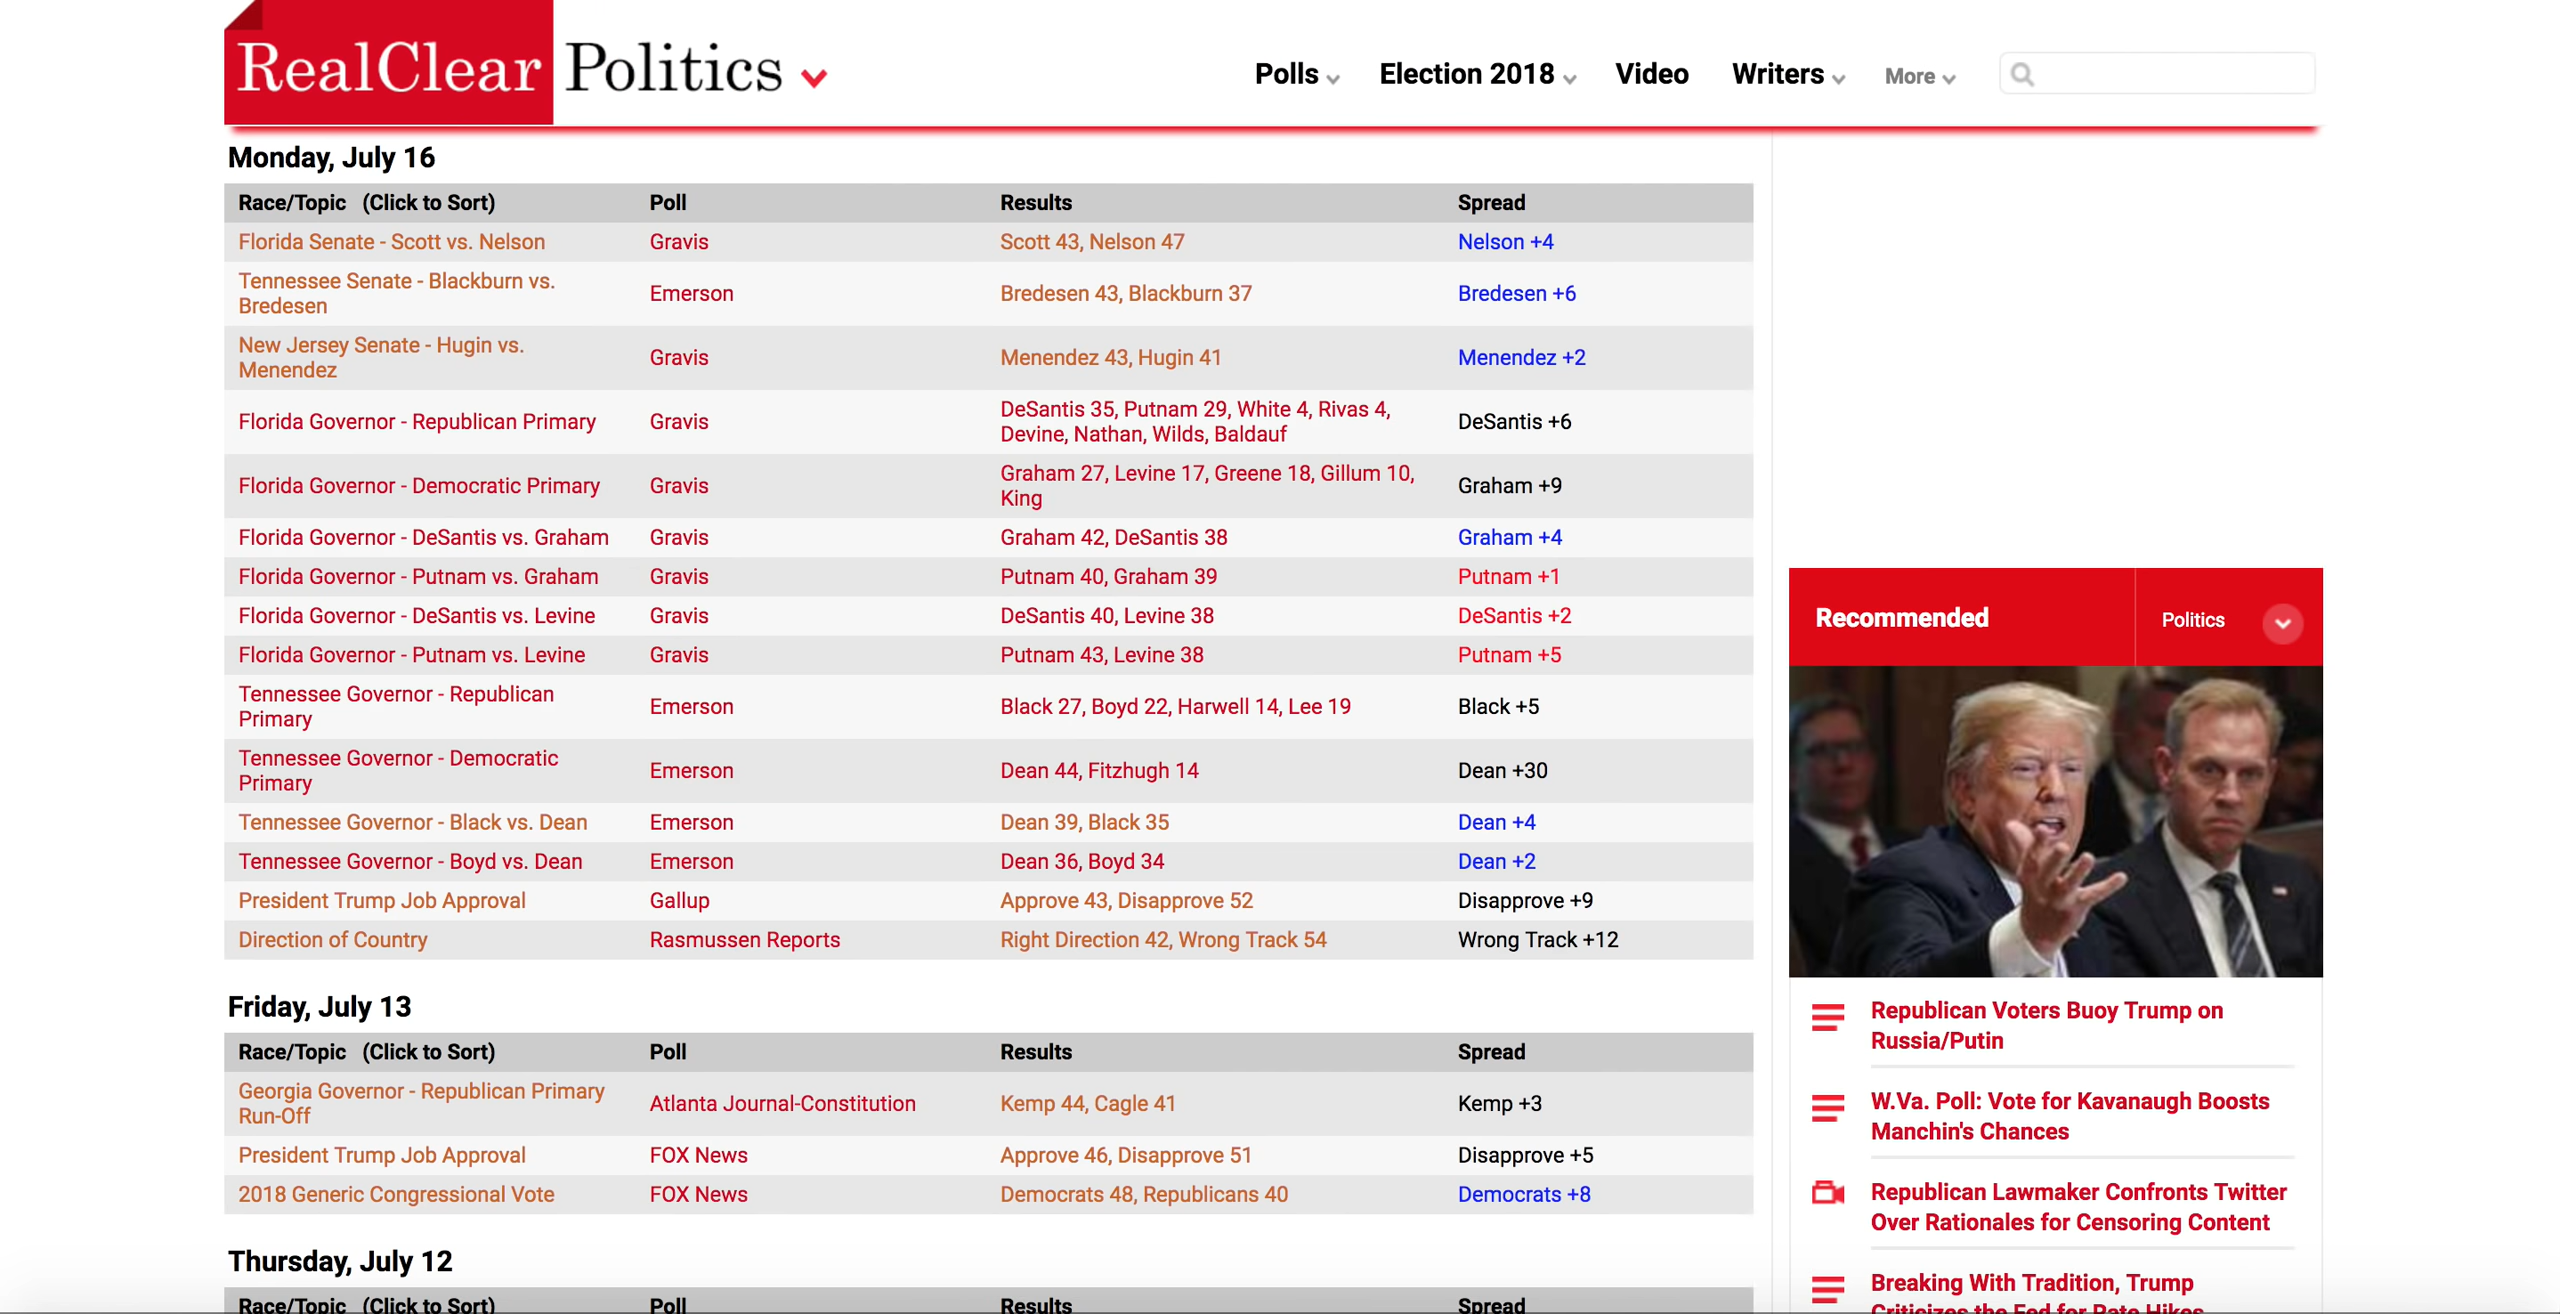 RealClear Politics
Polls Election 2018 Video Writers More
Monday, July 16
Race/Topic (Click to Sort) Poll Results Spread
Florida Senate - Scott vs. Nelson Gravis Scott 43, Nelson 47 Nelson +4
Tennessee Senate - Blackburn vs.
Bredesen Emerson Bredesen 43, Blackburn 37 Bredesen +6
New Jersey Senate - Hugin vs.
Menendez Gravis Menendez 43, Hugin 41 Menendez +2
Florida Governor - Republican Primary Gravis DeSantis 35, Putnam 29, White 4, Rivas 4,
Devine, Nathan, Wilds, Baldauf DeSantis +6
Florida Governor - Democratic Primary Gravis Graham 27, Levine 17, Greene 18, Gillum 10,
King Graham +9
Florida Governor - DeSantis vs. Graham Gravis Graham 42, DeSantis 38 Graham +4
Florida Governor - Putnam vs. Graham Gravis Putnam 40, Graham 39 Putnam +1
Florida Governor - DeSantis vs. Levine Gravis DeSantis 40, Levine 38 DeSantis +2
Florida Governor - Putnam vs. Levine Gravis Putnam 43, Levine 38 Putnam +5
Tennessee Governor - Republican
Primary Emerson Black 27, Boyd 22, Harwell 14, Lee 19 Black +5
Tennessee Governor - Democratic
Primary Emerson Dean 44, Fitzhugh 14 Dean +30
Tennessee Governor - Black vs. Dean Emerson Dean 39, Black 35 Dean +4
Tennessee Governor - Boyd vs. Dean Emerson Dean 36, Boyd 34 Dean +2
President Trump Job Approval Gallup Approve 43, Disapprove 52 Disapprove +9
Direction of Country Rasmussen Reports Right Direction 42, Wrong Track 54 Wrong Track +12
Friday, July 13
Race/Topic (Click to Sort) Poll Results Spread
Georgia Governor - Republican Primary
Run-Off Atlanta Journal-Constitution Kemp 44, Cagle 41 Kemp +3
President Trump Job Approval FOX News Approve 46, Disapprove 51 Disapprove +5
2018 Generic Congressional Vote FOX News Democrats 48, Republicans 40 Democrats +8
Thursday, July 12
Race/Topic (Click to Sort) Poll Results Spread
Recommended Politics
Republican Voters Buoy Trump on
Russia/Putin
W.Va. Poll: Vote for Kavanaugh Boosts
Manchin's Chances
Republican Lawmaker Confronts Twitter
Over Rationales for Censoring Content
Breaking With Tradition, Trump
Criticizes the Fed for Rate Hikes